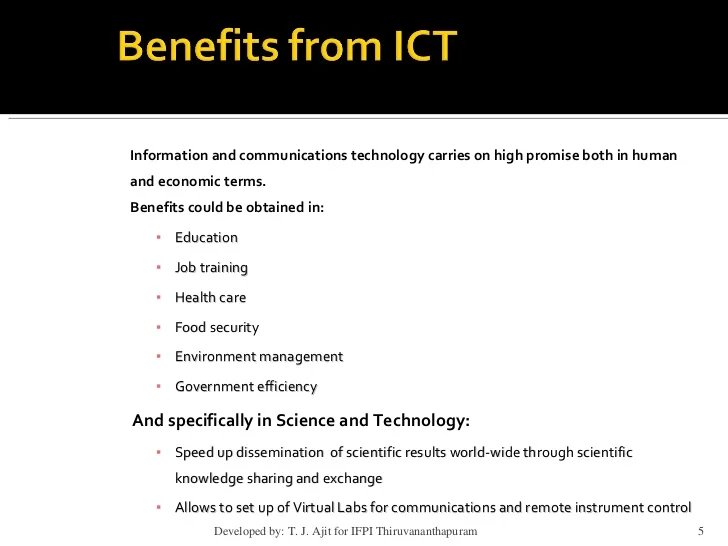 Benefits from ICT
Information and communications technology carries on high promise both in human
and economic terms.
Benefits could be obtained in:
▪ Education
▪ Job training
▪ Health care
▪ Food security
▪ Environment management
▪ Government efficiency
And specifically in Science and Technology:
▪ Speed up dissemination of scientific results world-wide through scientific
knowledge sharing and exchange
▪ Allows to set up of Virtual Labs for communications and remote instrument control
Developed by: T. J. Ajit for IFPI Thiruvananthapuram 5